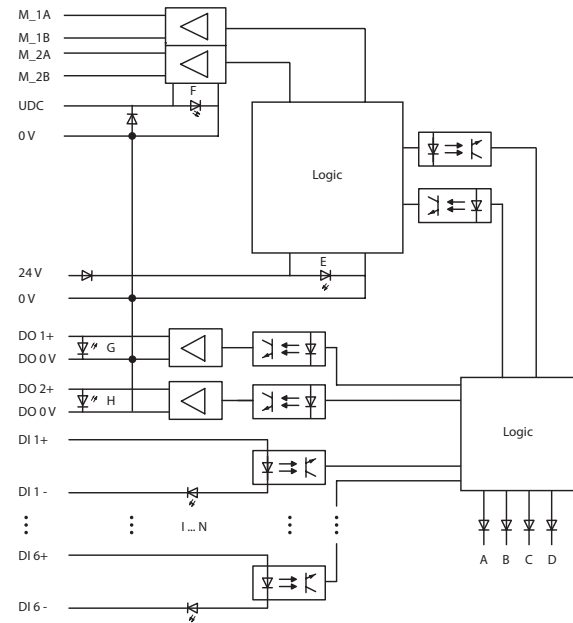 M_1A
M_1B
M_2A
M_2B
F
UDC
0 V
Logic
E
24 V
0 V
DO 1+
G
DO 0 V
DO 2+
H
DO 0 V
DI 1+
Logic
DI 1 -
I ... N
DI 6+
A B C D
DI 6 -